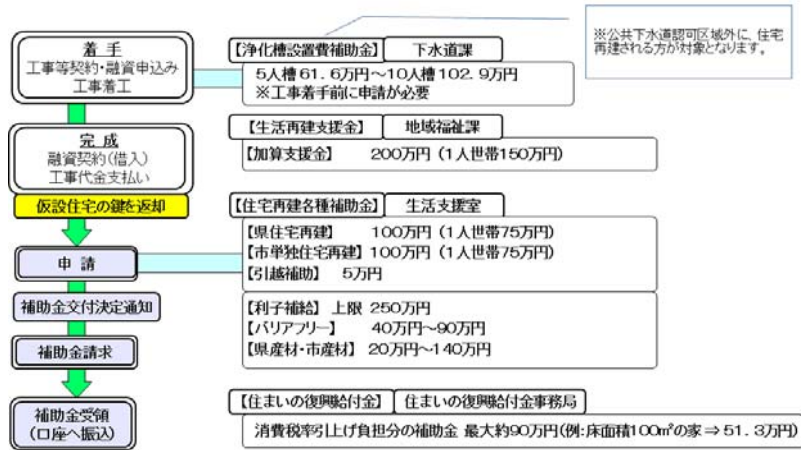 ※公共下水道認可区域外に、住宅
再建される方が対象となります。
着 手
工事等契約・融資申込み
工事着工
【浄化槽設置費補助金】 下水道課
5人槽 61.6万円～10人槽 102.9万円
※工事着手前に申請が必要
完 成
融資契約(借入)
工事代金支払い
【生活再建支援金】 地域福祉課
【加算支援金】 200万円（1人世帯150万円）
仮設住宅の鍵を返却
【住宅再建各種補助金】 生活支援室
【県住宅再建】 100万円（1人世帯75万円）
【市単独住宅再建】 100万円（1人世帯75万円）
【引越補助】 5万円
申 請
補助金交付決定通知
【利子補給】 上限 250万円
【バリアフリー】 40万円～90万円
【県産材・市産材】 20万円～140万円
補助金請求
補助金受領
(口座へ振込)
【住まいの復興給付金】 住まいの復興給付金事務局
消費税率引上げ負担分の補助金 最大約90万円(例:床面積100㎡の家⇒51.3万円)